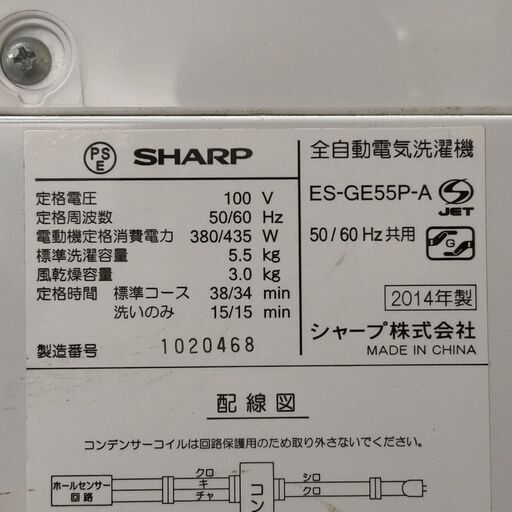 PS
E
SHARP
全自動電気洗濯機
ES-GE55P-A
S
JET
定格電圧 100 V
定格周波数 50/60 Hz
電動機定格消費電力 380/435 W
標準洗濯容量 5.5 kg
風乾燥容量 3.0 kg
定格時間 標準コース 38/34 min
洗いのみ 15/15 min
製造番号 1020468
50/60 Hz共用
G
2014年製
シャープ株式会社
MADE IN CHINA
配線図
コンデンサーコイルは回路保護用のため取り外さないでください。
ホールセンサー
回路
クロ
キ
チャ
コン
シロ
クロ